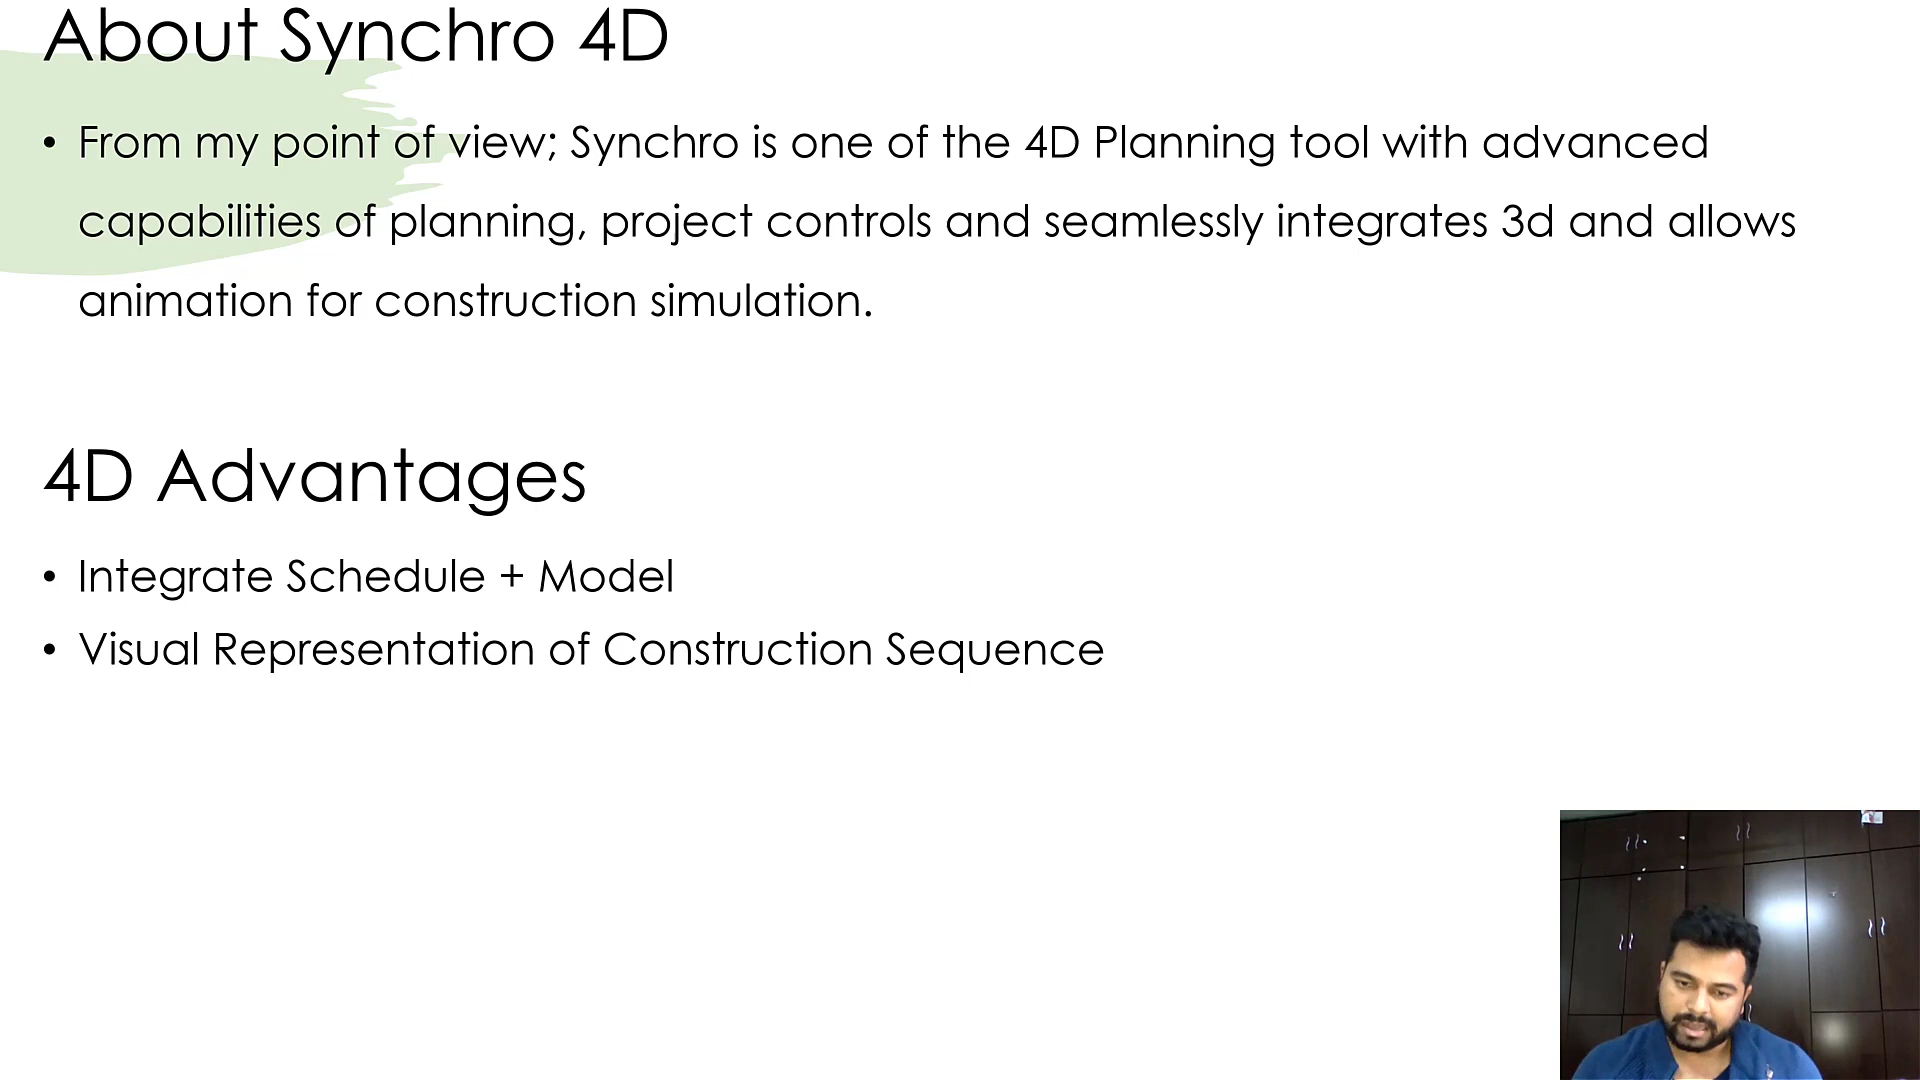 About Synchro 4D
• From my point of view; Synchro is one of the 4D Planning tool with advanced
capabilities of planning, project controls and seamlessly integrates 3d and allows
animation for construction simulation.
4D Advantages
• Integrate Schedule + Model
• Visual Representation of Construction Sequence